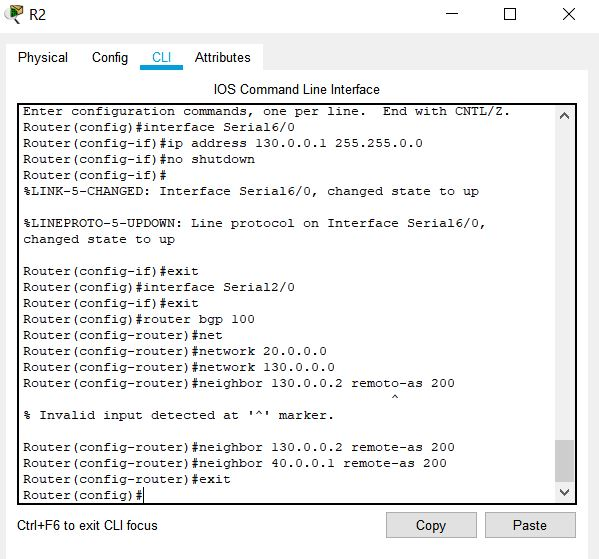 R2
Physical Config CLI Attributes
IOS Command Line Interface
Enter configuration commands, one per line.  End with CNTL/Z.
Router(config)#interface Serial6/0
Router(config-if)#ip address 130.0.0.1 255.255.0.0
Router(config-if)#no shutdown
Router(config-if)#
%LINK-5-CHANGED: Interface Serial6/0, changed state to up
%LINEPROTO-5-UPDOWN: Line protocol on Interface Serial6/0,
changed state to up
Router(config-if)#exit
Router(config)#interface Serial2/0
Router(config-if)#exit
Router(config)#router bgp 100
Router(config-router)#net
Router(config-router)#network 20.0.0.0
Router(config-router)#network 130.0.0.0
Router(config-router)#neighbor 130.0.0.2 remoto-as 200
^
% Invalid input detected at '^' marker.
Router(config-router)#neighbor 130.0.0.2 remote-as 200
Router(config-router)#neighbor 40.0.0.1 remote-as 200
Router(config-router)#exit
Router(config)#
Ctrl+F6 to exit CLI focus
Copy Paste